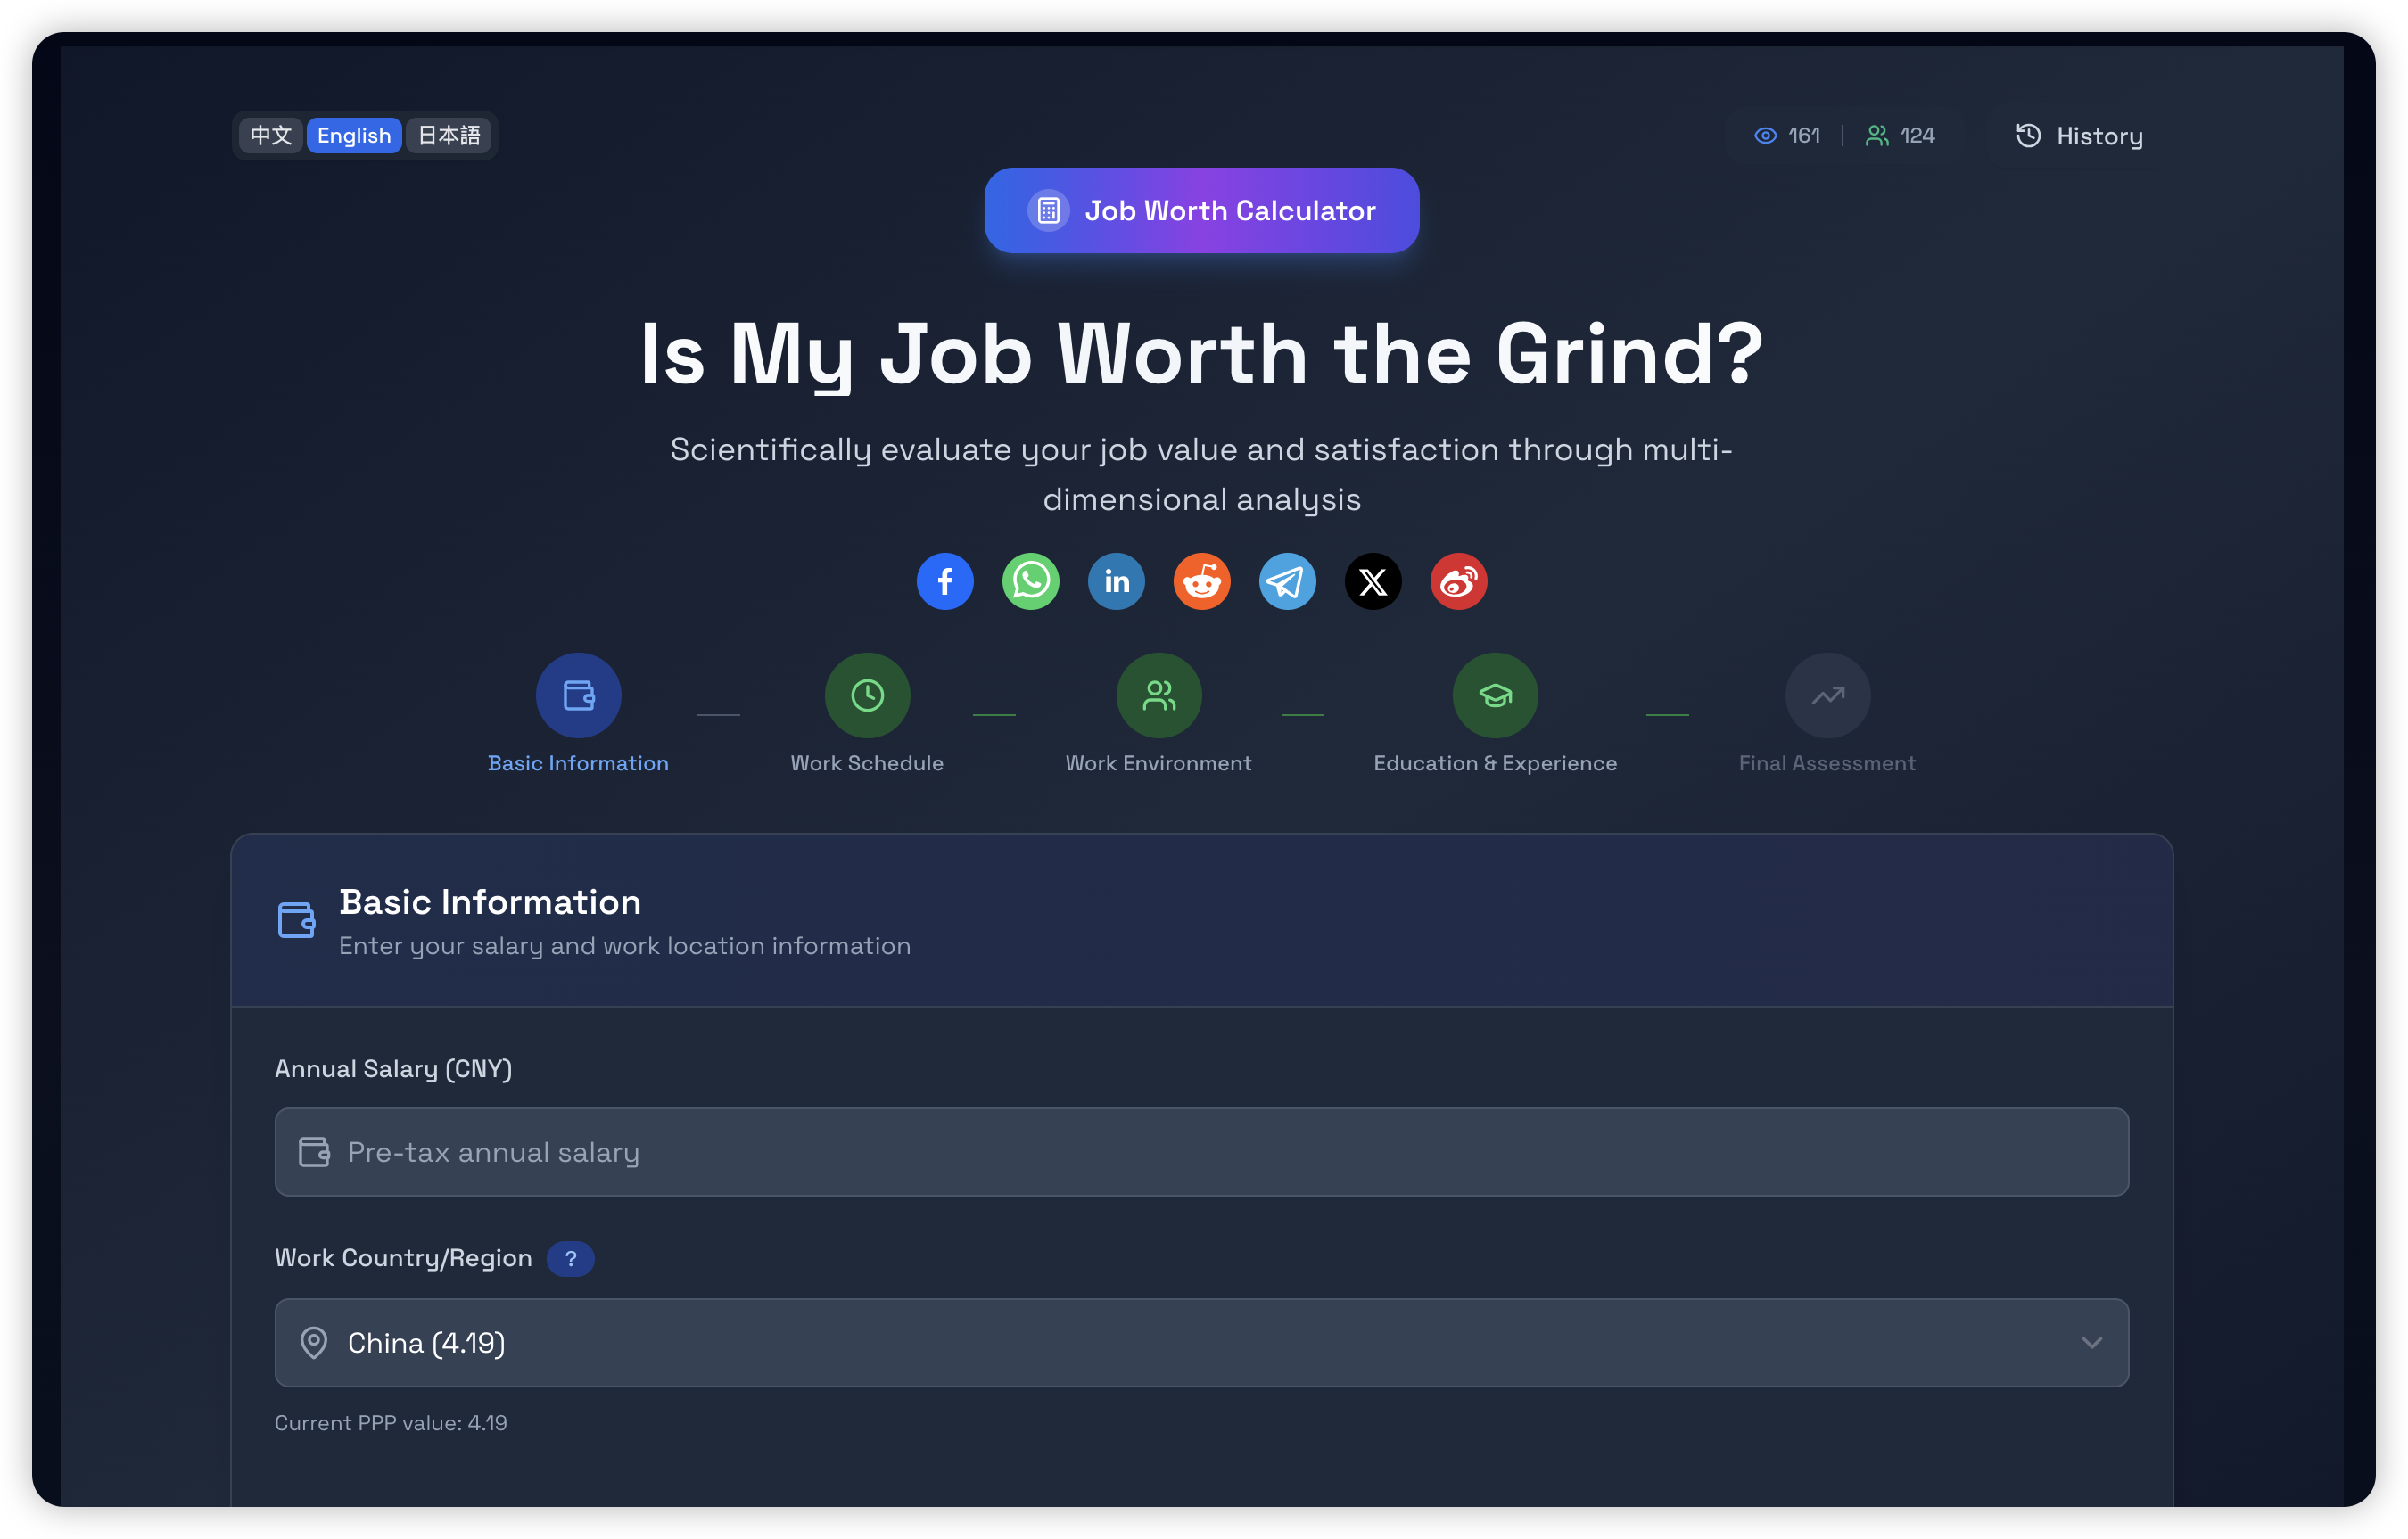 中文 English 日本語
161 | 124
History
Job Worth Calculator
Is My Job Worth the Grind?
Scientifically evaluate your job value and satisfaction through multi-
dimensional analysis
Basic Information
Work Schedule
Work Environment
Education & Experience
Final Assessment
Basic Information
Enter your salary and work location information
Annual Salary (CNY)
Pre-tax annual salary
Work Country/Region ?
China (4.19)
Current PPP value: 4.19